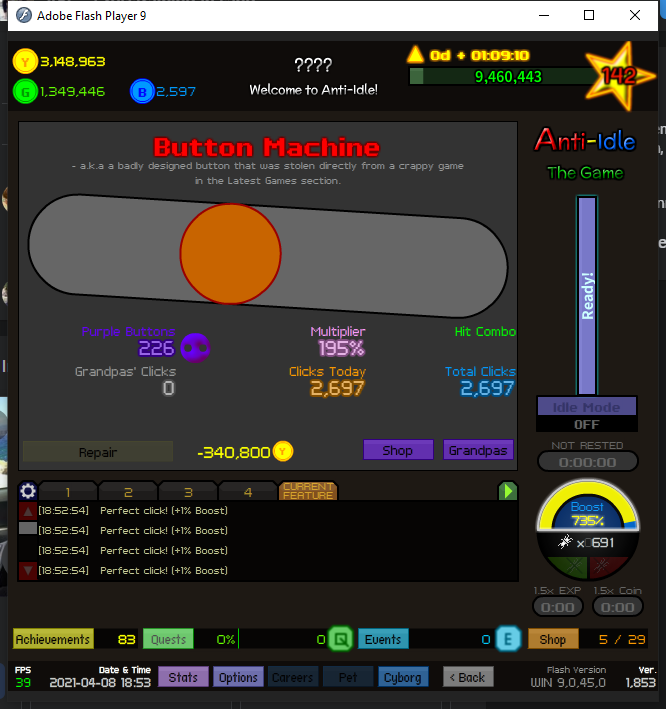 Adobe Flash Player 9
Y 3,148,963
G 1,349,446 B 2,597
????
Welcome to Anti-Idle!
0d + 01:09:10
9,460,443
142
Button Machine
- a.k.a a badly designed button that was stolen directly from a crappy game
in the Latest Games section.
Anti-Idle
The Game
Ready!
Purple Buttons
226
Multiplier
195%
Hit Combo
Grandpas' Clicks
0
Clicks Today
2,697
Total Clicks
2,697
Repair
-340,800 Y
Shop
Grandpas
Idle Mode
OFF
NOT RESTED
0:00:00
1 2 3 4 CURRENT
FEATURE
[18:52:54] Perfect click! (+1% Boost)
[18:52:54] Perfect click! (+1% Boost)
[18:52:54] Perfect click! (+1% Boost)
[18:52:54] Perfect click! (+1% Boost)
Boost
735%
x0691
1.5x EXP 1.5x Coin
0:00 0:00
Achievements 83 Quests 0% 0 Q Events 0 E Shop 5 / 29
FPS
39
Date & Time
2021-04-08 18:53
Stats Options Careers Pet Cyborg < Back
Flash Version
WIN 9,0,45,0
Ver.
1,853